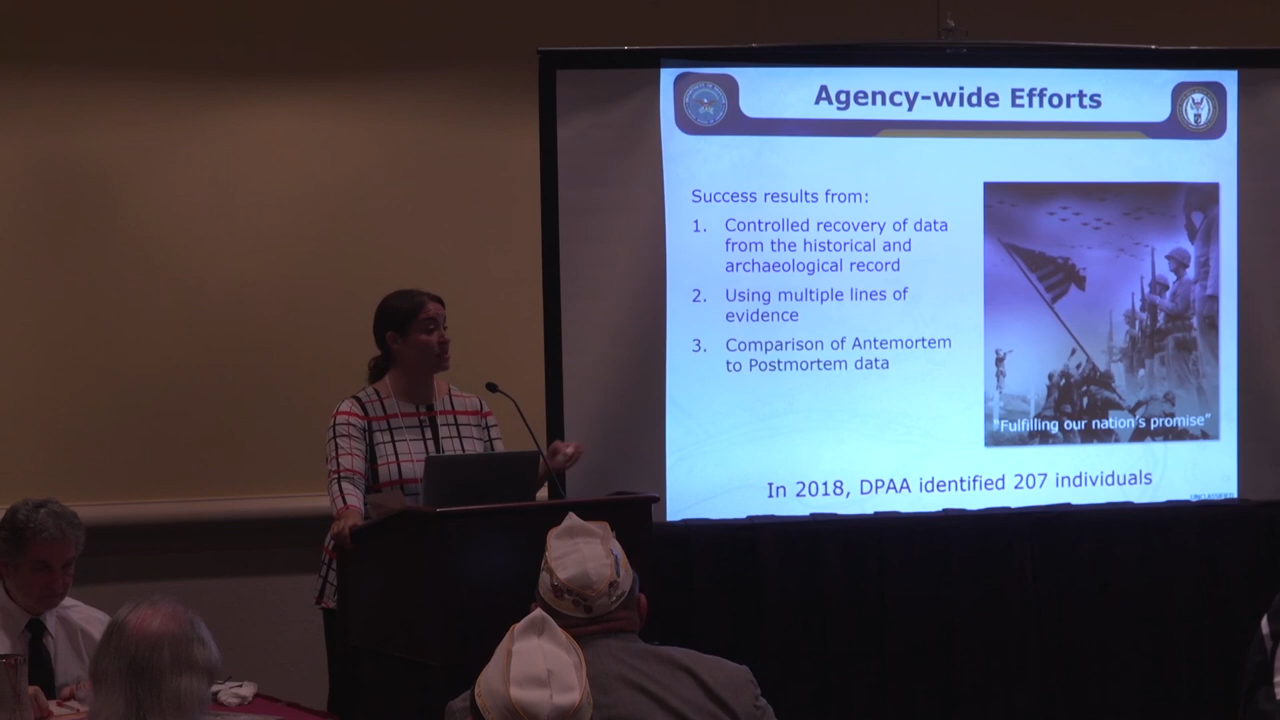 Agency-wide Efforts
Success results from:
1. Controlled recovery of data
from the historical and
archaeological record
2. Using multiple lines of
evidence
3. Comparison of Antemortem
to Postmortem data
"Fulfilling our nation's promise"
In 2018, DPAA identified 207 individuals
UNCLASSIFIED